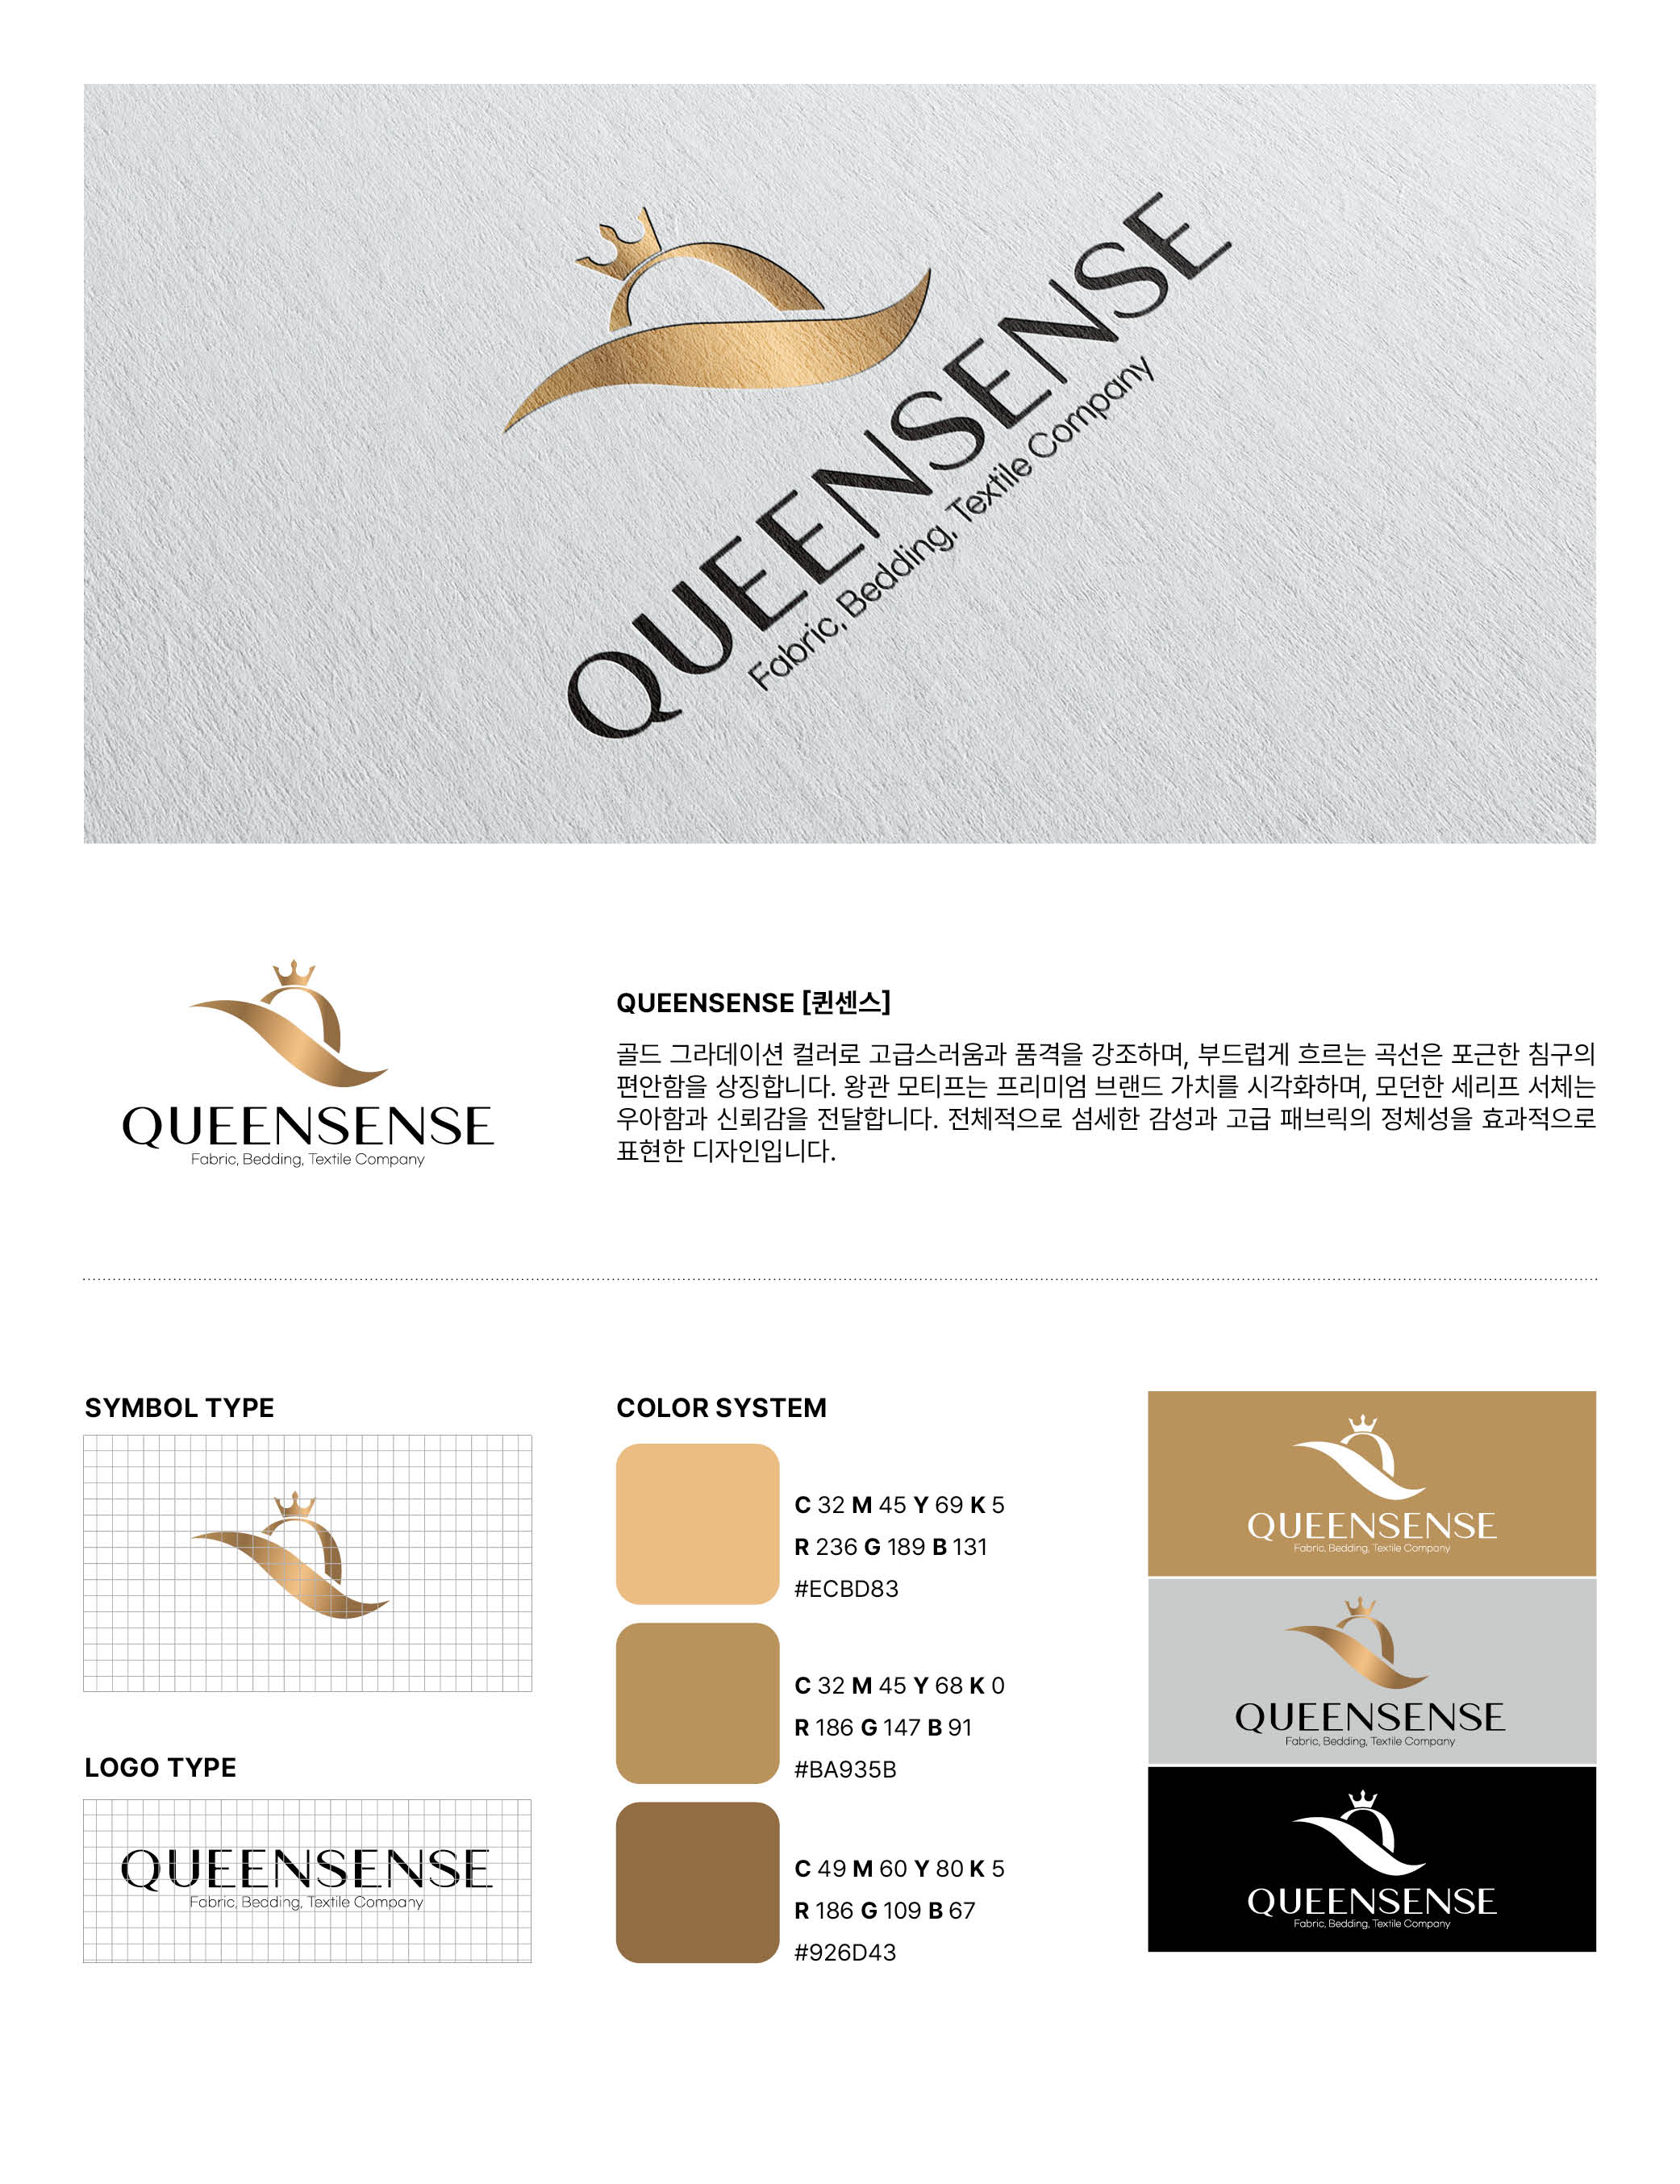 QUEENSENSE
Fabric, Bedding, Textile Company
QUEENSENSE
Fabric, Bedding, Textile Company
QUEENSENSE [퀸센스]
골드 그라데이션 컬러로 고급스러움과 품격을 강조하며, 부드럽게 흐르는 곡선은 포근한 침구의
편안함을 상징합니다. 왕관 모티프는 프리미엄 브랜드 가치를 시각화하며, 모던한 세리프 서체는
우아함과 신뢰감을 전달합니다. 전체적으로 섬세한 감성과 고급 패브릭의 정체성을 효과적으로
표현한 디자인입니다.
SYMBOL TYPE
LOGO TYPE
QUEENSENSE
Fabric, Bedding, Textile Company
COLOR SYSTEM
C 32 M 45 Y 69 K 5
R 236 G 189 B 131
#ECBD83
C 32 M 45 Y 68 K 0
R 186 G 147 B 91
#BA935B
C 49 M 60 Y 80 K 5
R 186 G 109 B 67
#926D43
QUEENSENSE
Fabric, Bedding, Textile Company
QUEENSENSE
Fabric, Bedding, Textile Company
QUEENSENSE
Fabric, Bedding, Textile Company